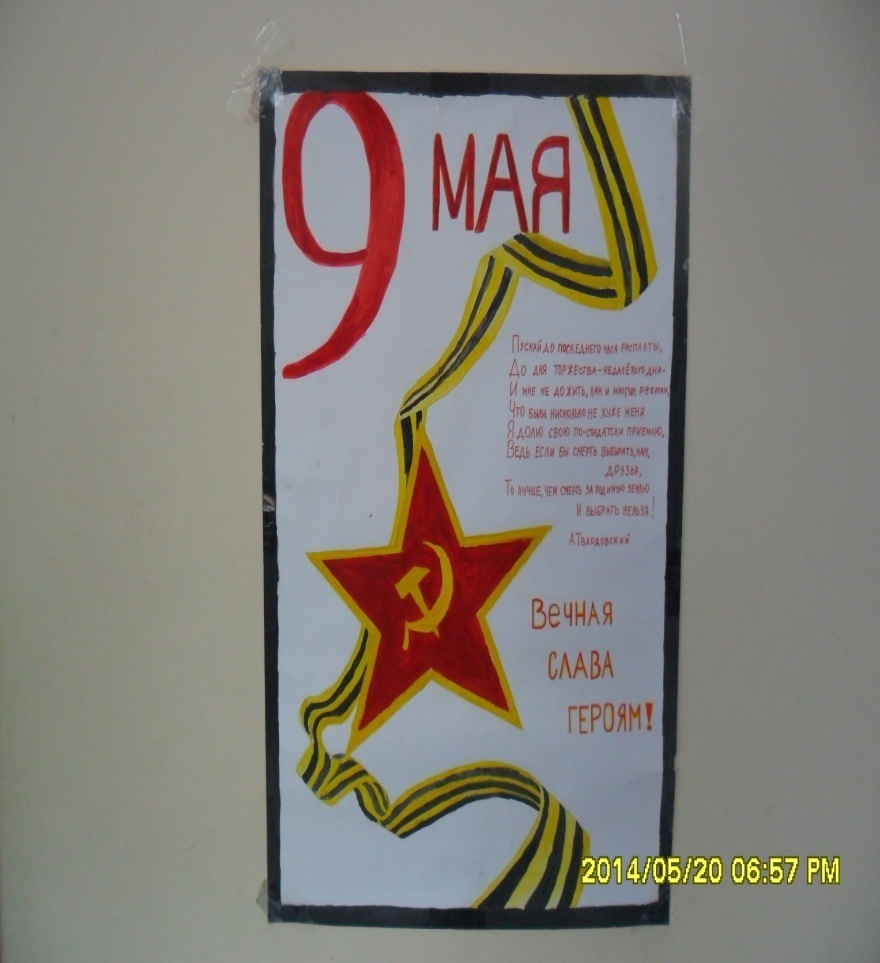 9 МАЯ
Пускай до последнего часа расплаты,
До дня торжества-недалёкого дня-
И мне не дожить, как и многим ребятам,
Что были нисколько не хуже меня
Я долю свою по-солдатски приемлю,
Ведь если бы смерть выбирать нам,
друзья,
То лучше, чем смерть за родимую землю
И выбрать нельзя!
А Твардовский
Вечная
СЛАВА
ГЕРОЯМ!
2014/05/20 06:57 PM